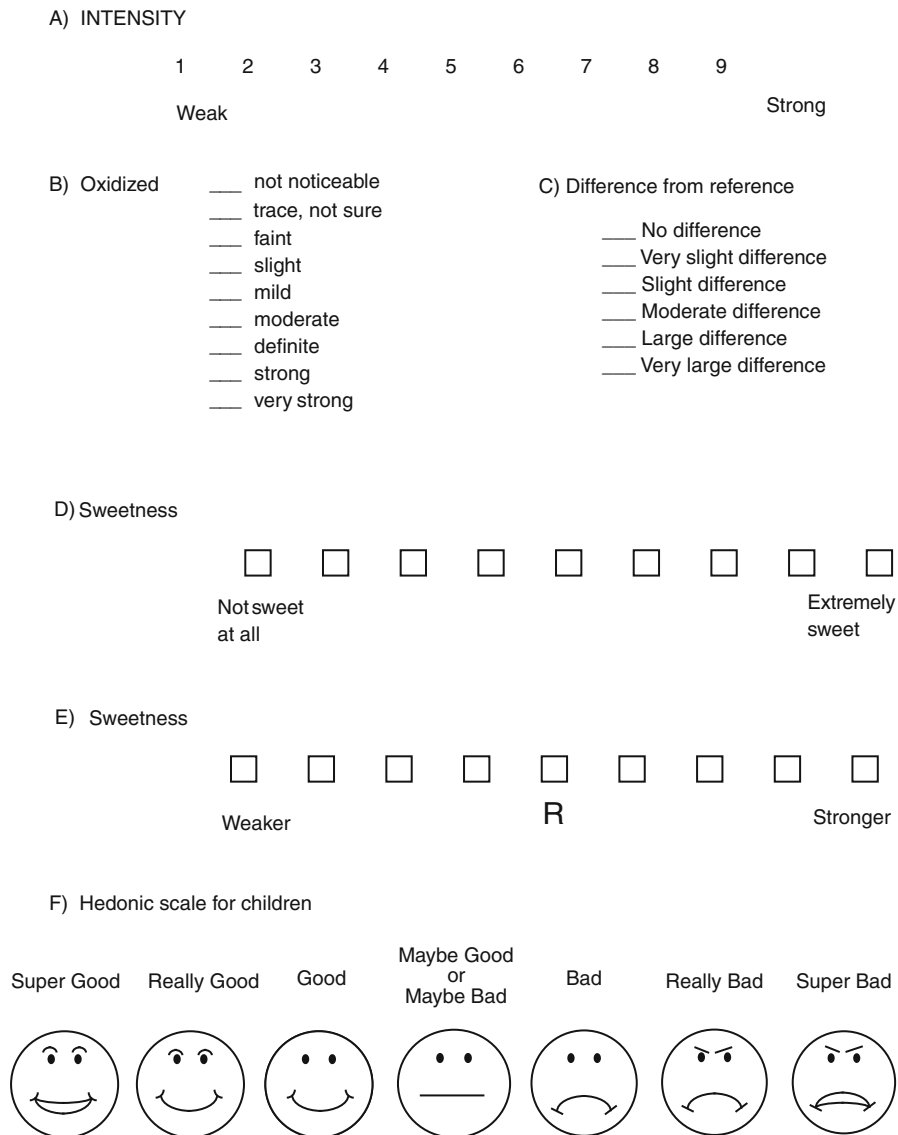 A) INTENSITY
1 2 3 4 5 6 7 8 9
Weak Strong
B) Oxidized
___ not noticeable
___ trace, not sure
___ faint
___ slight
___ mild
___ moderate
___ definite
___ strong
___ very strong
C) Difference from reference
___ No difference
___ Very slight difference
___ Slight difference
___ Moderate difference
___ Large difference
___ Very large difference
D) Sweetness
Not sweet
at all
Extremely
sweet
E) Sweetness
Weaker R Stronger
F) Hedonic scale for children
Super Good
Really Good
Good
Maybe Good
or
Maybe Bad
Bad
Really Bad
Super Bad